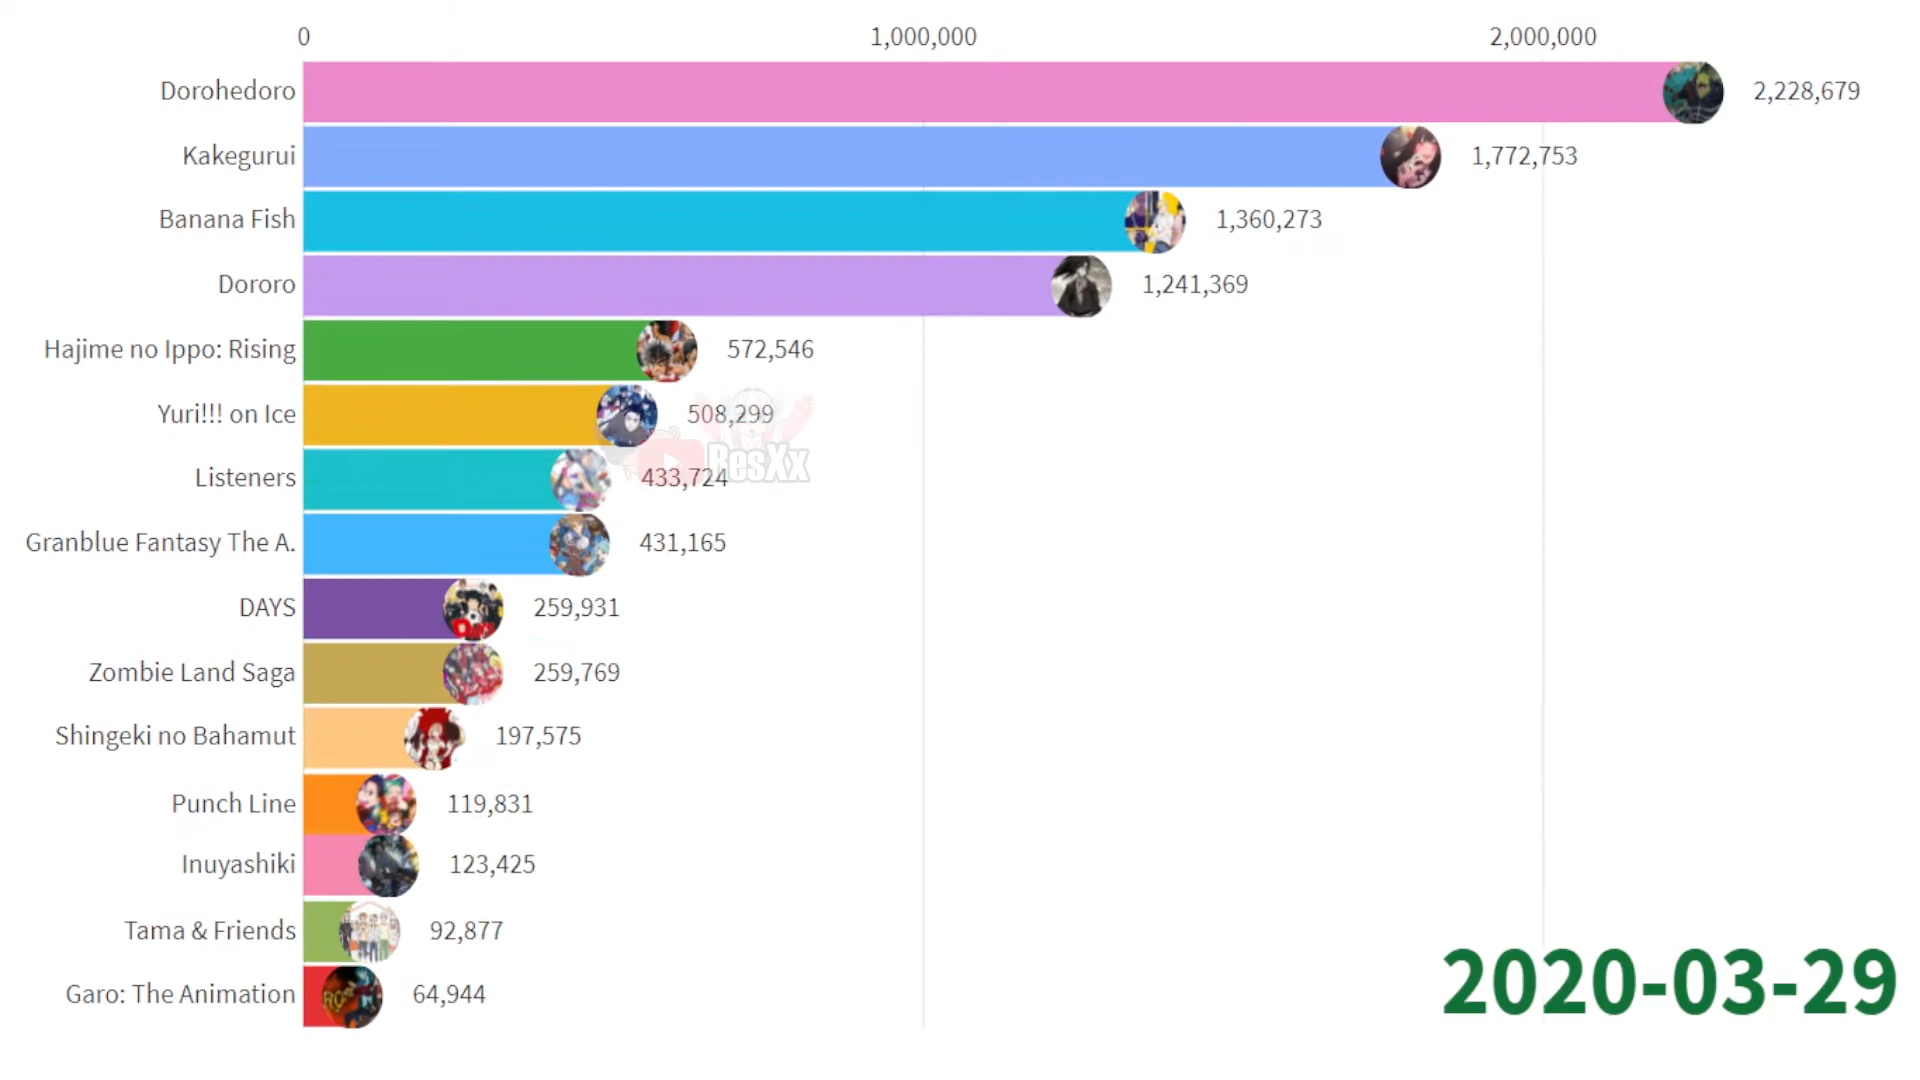 0 1,000,000 2,000,000
Dorohedoro 2,228,679
Kakegurui 1,772,753
Banana Fish 1,360,273
Dororo 1,241,369
Hajime no Ippo: Rising 572,546
Yuri!!! on Ice 508,299
Listeners 433,724
ResXx
Granblue Fantasy The A. 431,165
DAYS 259,931
Zombie Land Saga 259,769
Shingeki no Bahamut 197,575
Punch Line 119,831
Inuyashiki 123,425
Tama & Friends 92,877
Garo: The Animation 64,944
2020-03-29